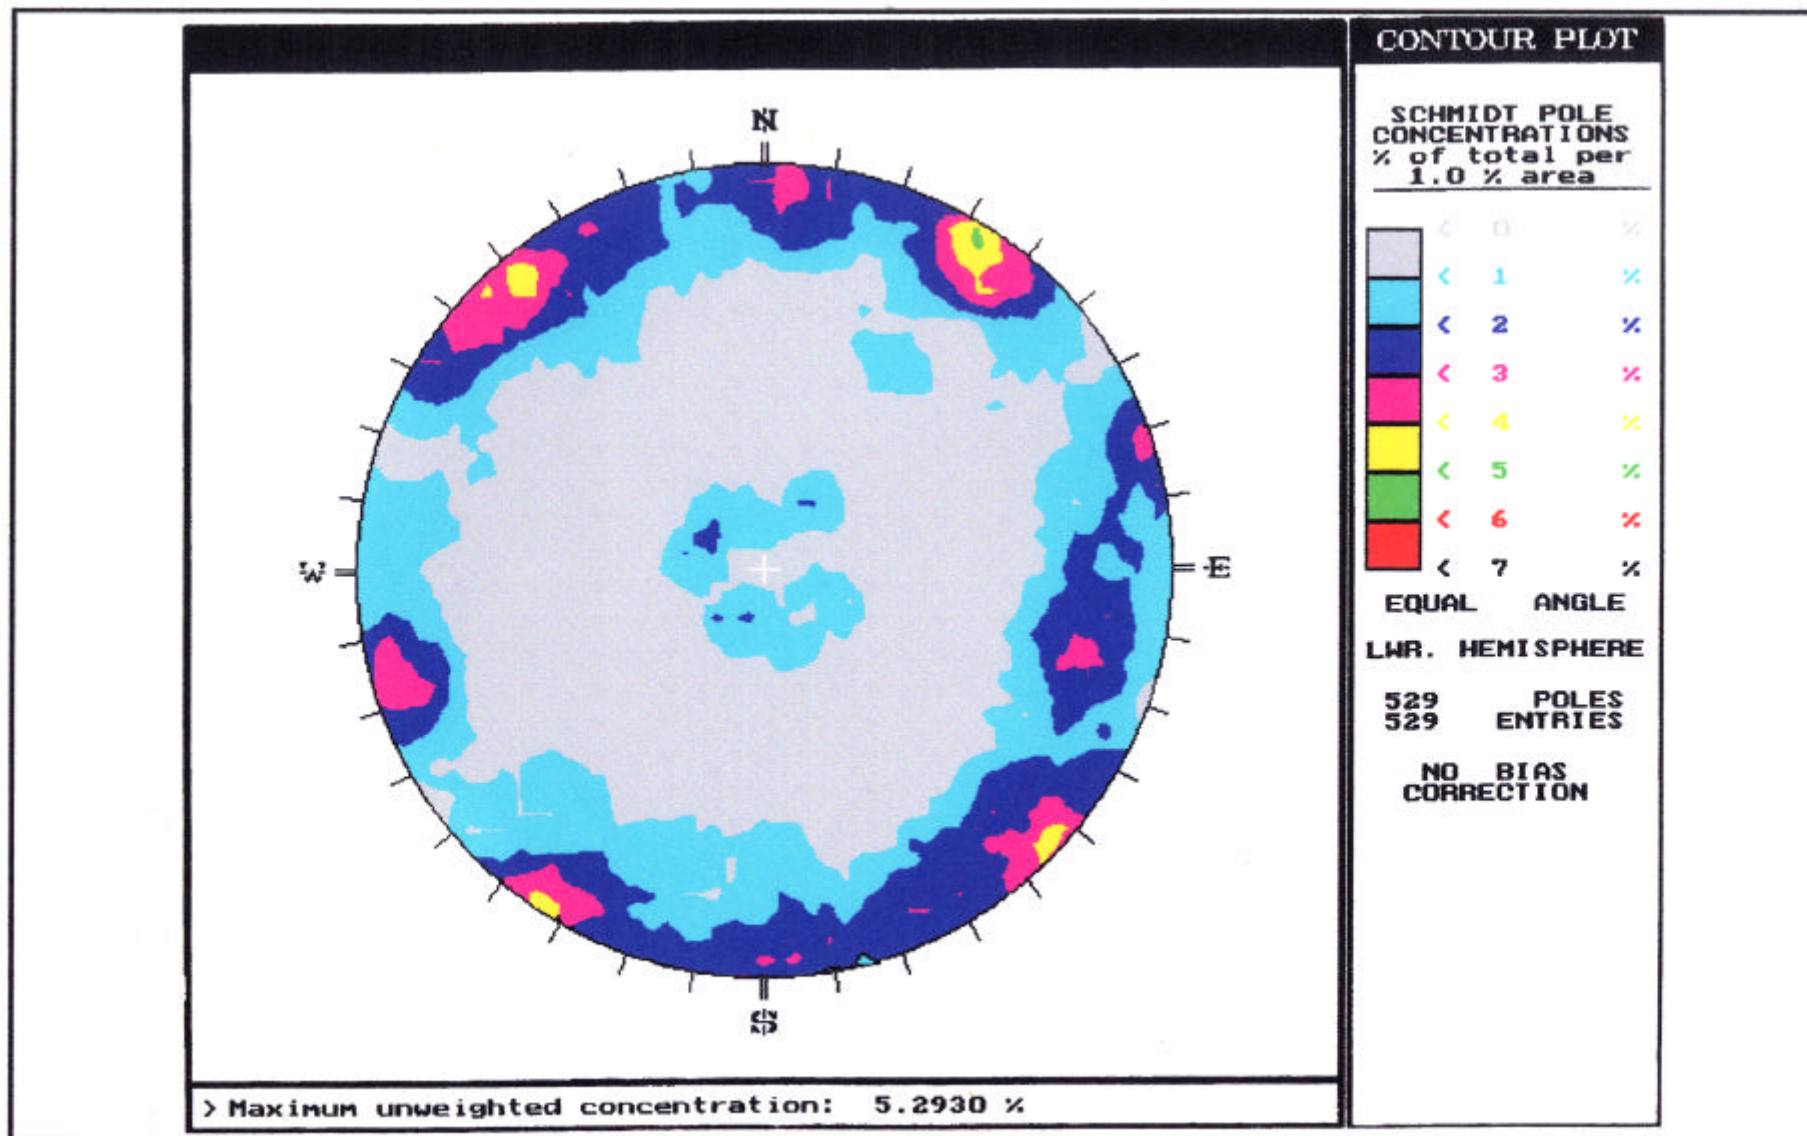 CONTOUR PLOT
SCHMIDT POLE
CONCENTRATIONS
% of total per
1.0 % area
< 0 %
< 1 %
< 2 %
< 3 %
< 4 %
< 5 %
< 6 %
< 7 %
EQUAL ANGLE
LWR. HEMISPHERE
529 POLES
529 ENTRIES
NO BIAS
CORRECTION
N
W
E
S
> Maximum unweighted concentration: 5.2930 %